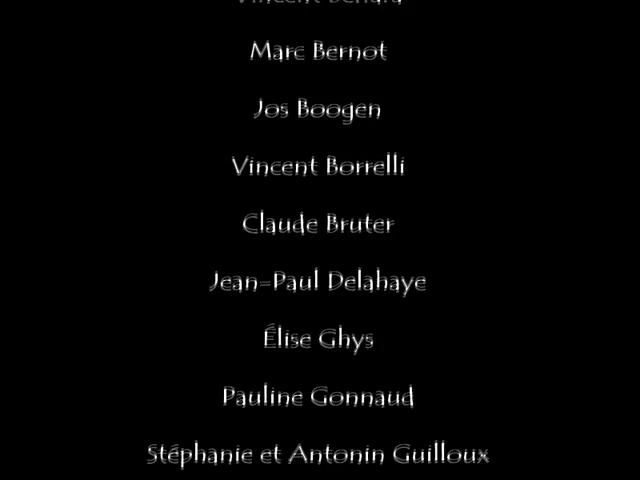 Vincent
Marc Bernot
Jos Boogen
Vincent Borrelli
Claude Bruter
Jean-Paul Delahaye
Élise Ghys
Pauline Gonnaud
Stéphanie et Antonin Guilloux